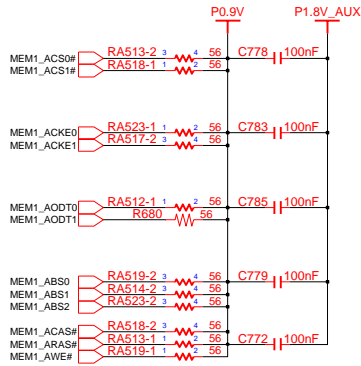 P0.9V P1.8V_AUX
MEM1_ACS0# RA513-2 3 4 56 C778 100nF
MEM1_ACS1# RA518-1 1 2 56
MEM1_ACKE0 RA523-1 1 2 56 C783 100nF
MEM1_ACKE1 RA517-2 3 4 56
MEM1_AODT0 RA512-1 1 2 56 C785 100nF
MEM1_AODT1 R680 56
MEM1_ABS0 RA519-2 3 4 56 C779 100nF
MEM1_ABS1 RA514-2 3 4 56
MEM1_ABS2 RA523-2 3 4 56
MEM1_ACAS# RA518-2 3 4 56
MEM1_ARAS# RA513-1 1 2 56 C772 100nF
MEM1_AWE# RA519-1 1 2 56